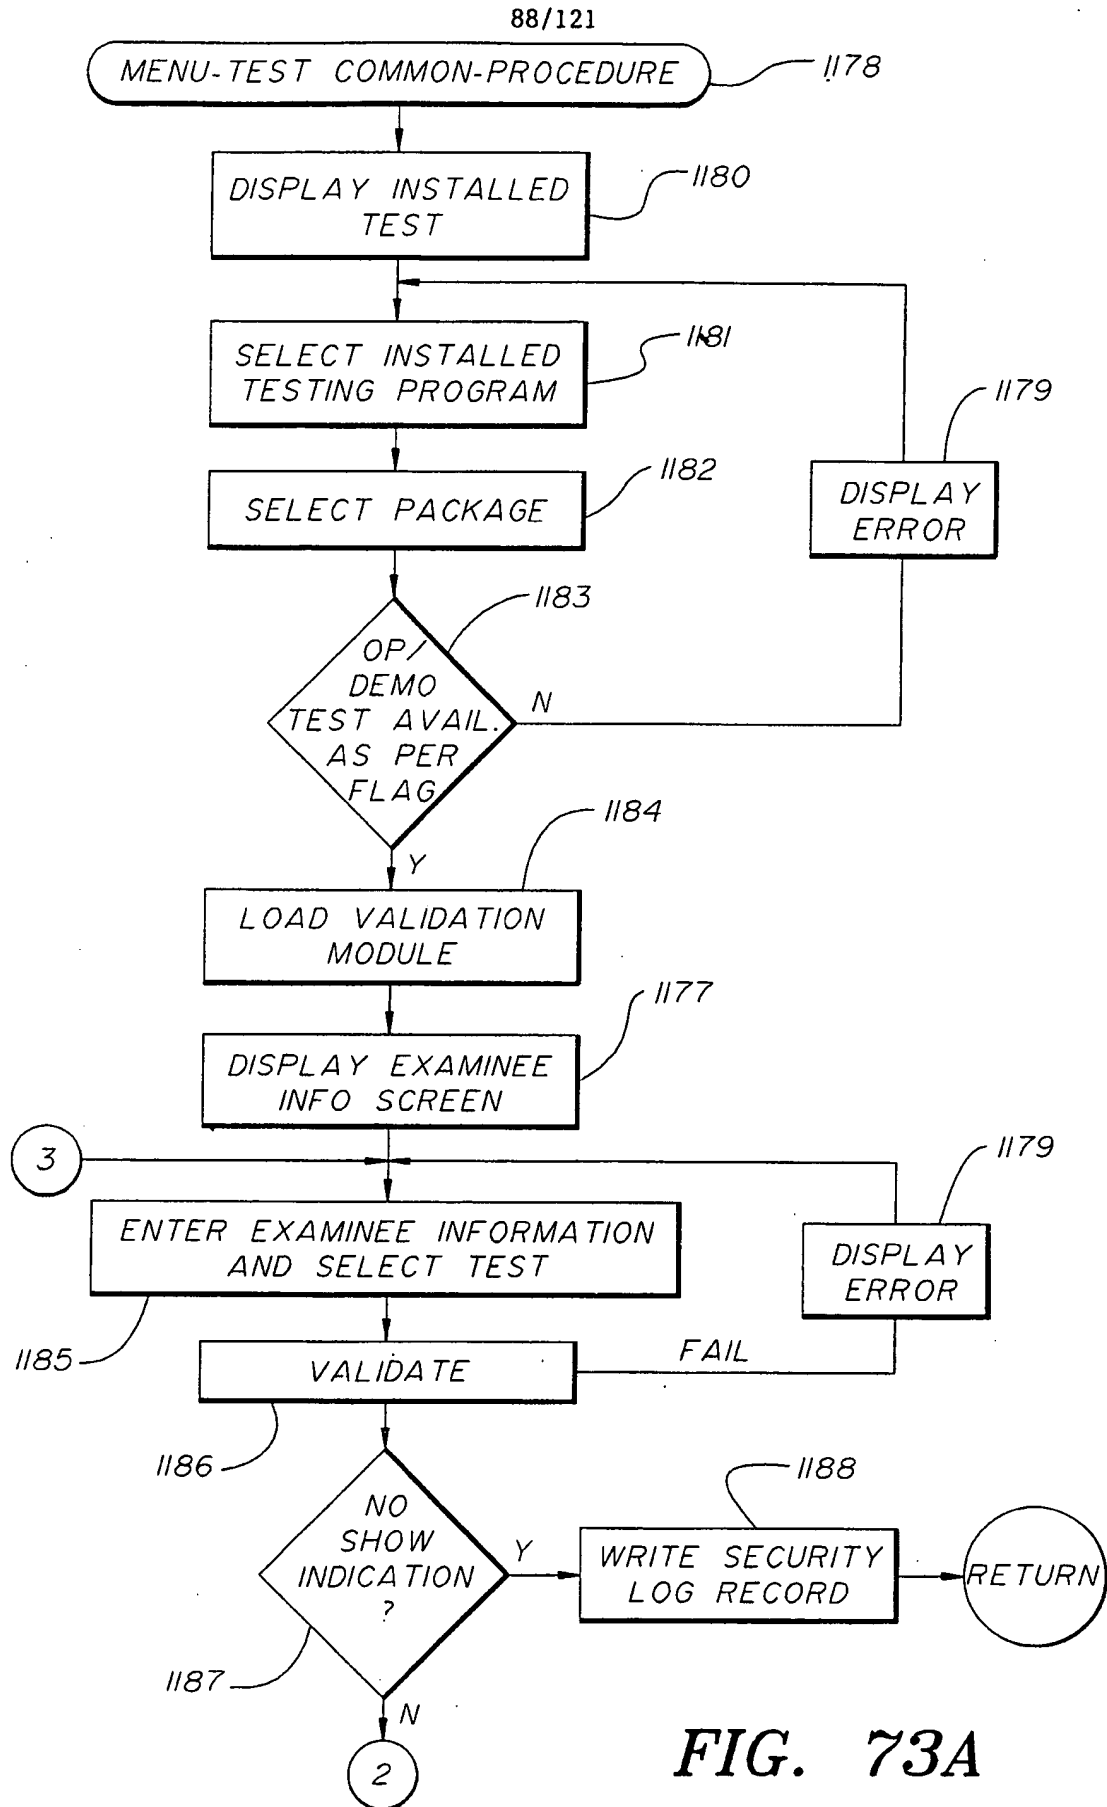 88/121
MENU-TEST COMMON-PROCEDURE
1178
DISPLAY INSTALLED
TEST
1180
SELECT INSTALLED
TESTING PROGRAM
1181
1179
DISPLAY
ERROR
SELECT PACKAGE
1182
OP/
DEMO
TEST AVAIL.
AS PER
FLAG
1183
N
Y
LOAD VALIDATION
MODULE
1184
DISPLAY EXAMINEE
INFO SCREEN
1177
3
1179
ENTER EXAMINEE INFORMATION
AND SELECT TEST
DISPLAY
ERROR
1185
VALIDATE
FAIL
1186
NO
SHOW
INDICATION
?
Y
1188
WRITE SECURITY
LOG RECORD
RETURN
1187
N
2
FIG. 73A